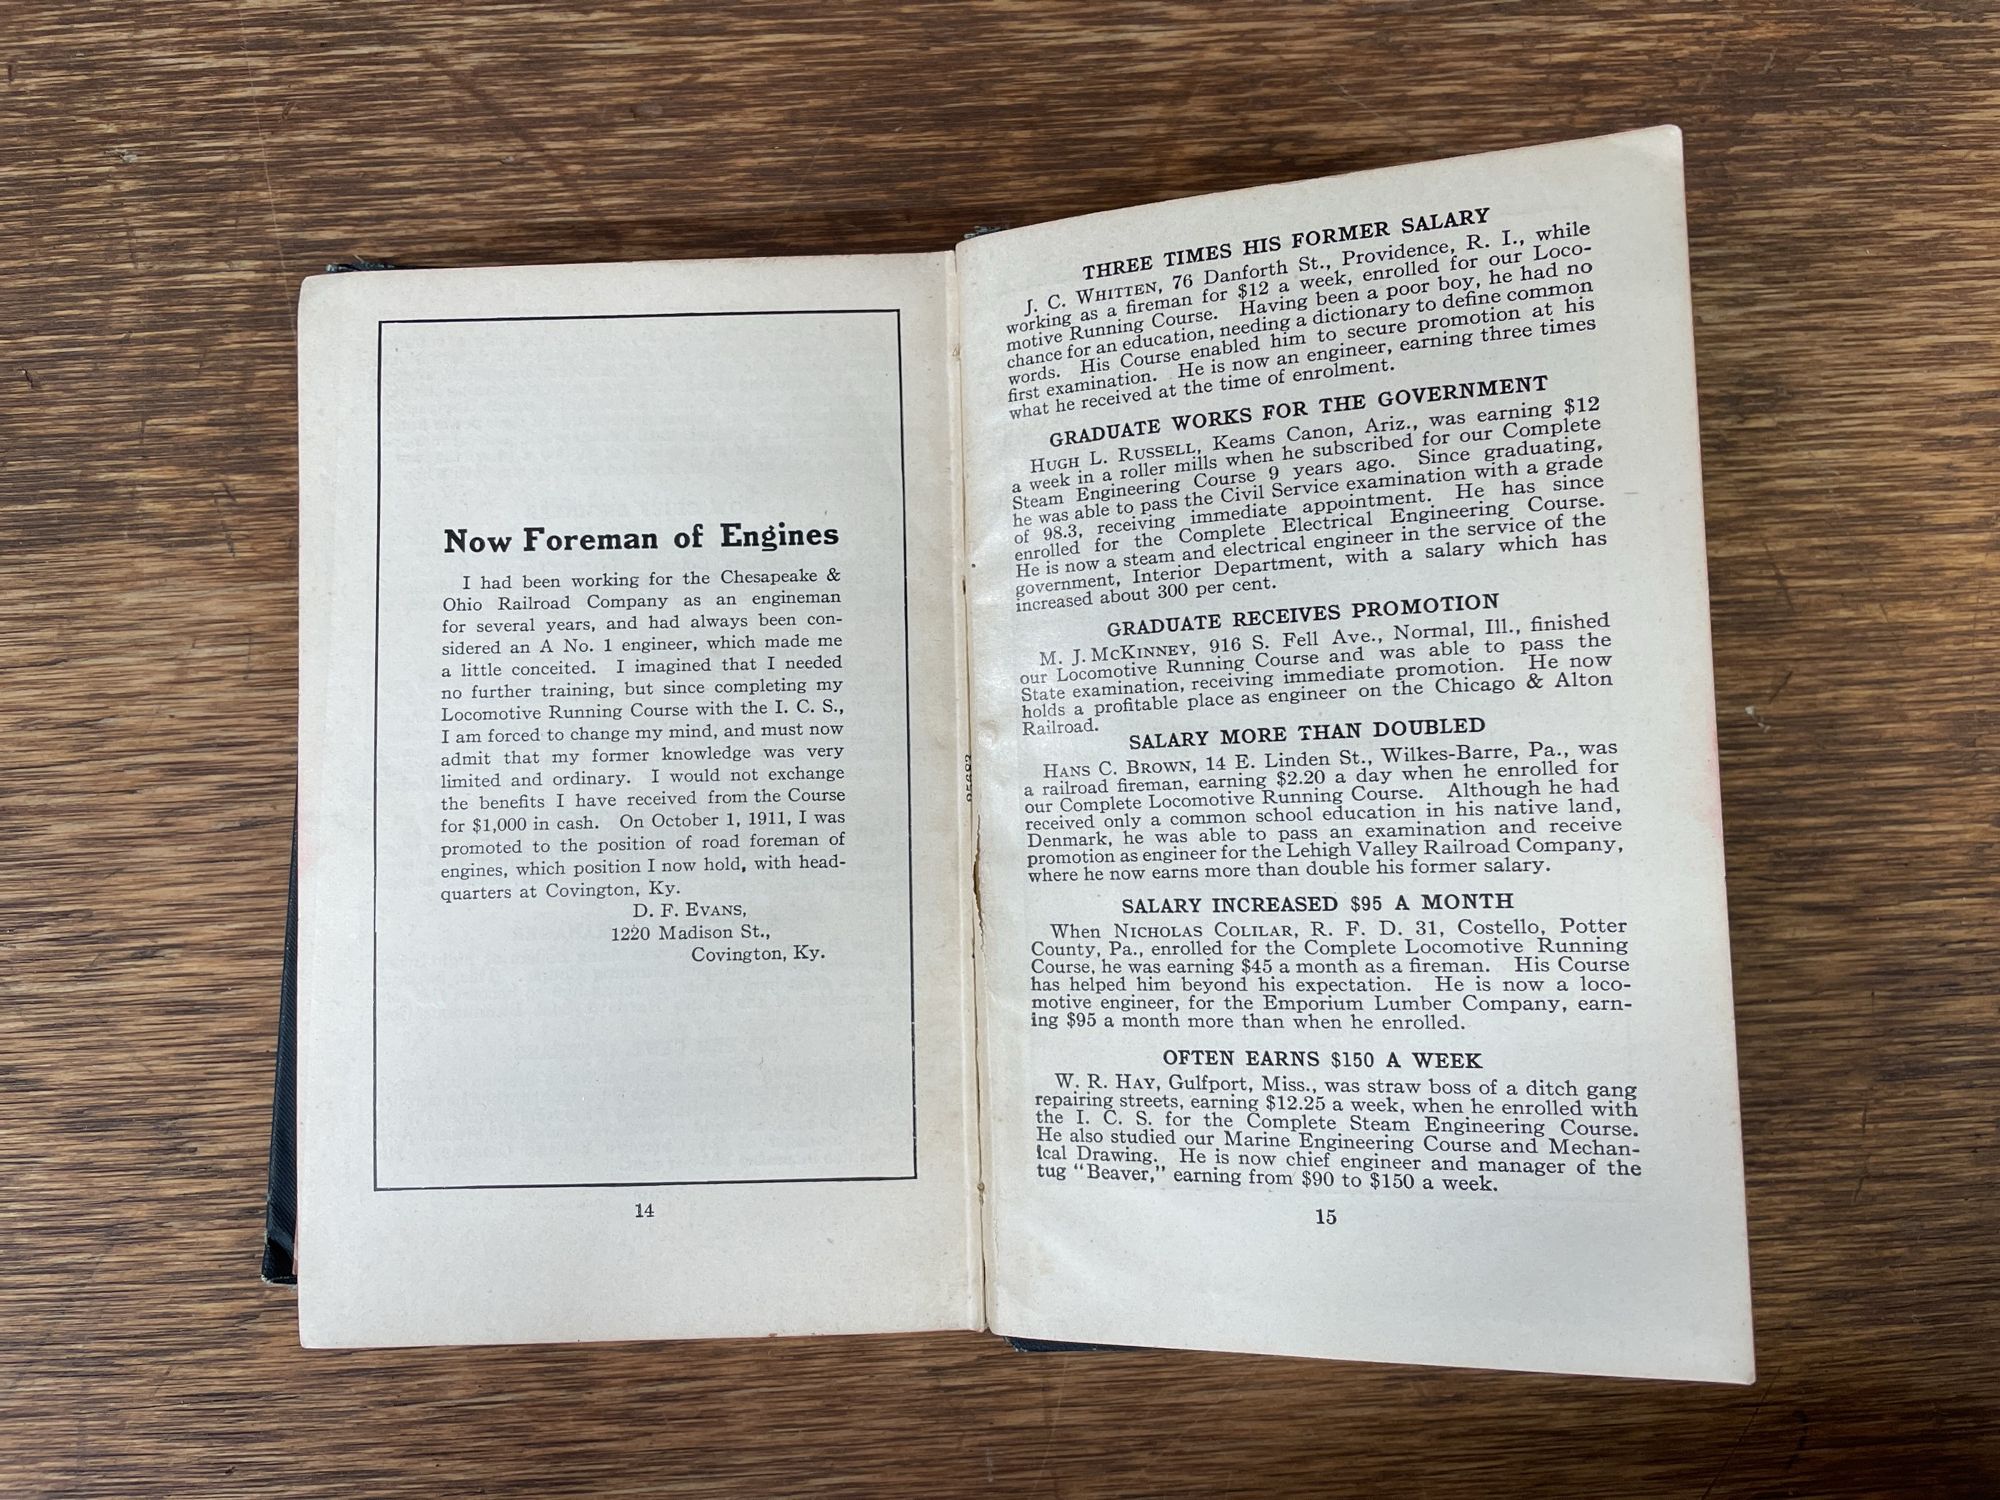 Now Foreman of Engines
I had been working for the Chesapeake &
Ohio Railroad Company as an engineman
for several years, and had always been con-
sidered an A No. 1 engineer, which made me
a little conceited. I imagined that I needed
no further training, but since completing my
Locomotive Running Course with the I. C. S.,
I am forced to change my mind, and must now
admit that my former knowledge was very
limited and ordinary. I would not exchange
the benefits I have received from the Course
for $1,000 in cash. On October 1, 1911, I was
promoted to the position of road foreman of
engines, which position I now hold, with head-
quarters at Covington, Ky.
D. F. EVANS,
1220 Madison St.,
Covington, Ky.
14
THREE TIMES HIS FORMER SALARY
J. C. WHITTEN, 76 Danforth St., Providence, R. I., while
working as a fireman for $12 a week, enrolled for our Loco-
motive Running Course. Having been a poor boy, he had no
chance for an education, needing a dictionary to define common
words. His Course enabled him to secure promotion at his
first examination. He is now an engineer, earning three times
what he received at the time of enrolment.
GRADUATE WORKS FOR THE GOVERNMENT
HUGH L. RUSSELL, Keams Canon, Ariz., was earning $12
a week in a roller mills when he subscribed for our Complete
Steam Engineering Course 9 years ago. Since graduating,
he was able to pass the Civil Service examination with a grade
of 98.3, receiving immediate appointment. He has since
enrolled for the Complete Electrical Engineering Course.
He is now a steam and electrical engineer in the service of the
government, Interior Department, with a salary which has
increased about 300 per cent.
GRADUATE RECEIVES PROMOTION
M. J. MCKINNEY, 916 S. Fell Ave., Normal, Ill., finished
our Locomotive Running Course and was able to pass the
State examination, receiving immediate promotion. He now
holds a profitable place as engineer on the Chicago & Alton
Railroad.
SALARY MORE THAN DOUBLED
HANS C. BROWN, 14 E. Linden St., Wilkes-Barre, Pa., was
a railroad fireman, earning $2.20 a day when he enrolled for
our Complete Locomotive Running Course. Although he had
received only a common school education in his native land,
Denmark, he was able to pass an examination and receive
promotion as engineer for the Lehigh Valley Railroad Company,
where he now earns more than double his former salary.
SALARY INCREASED $95 A MONTH
When NICHOLAS COLILAR, R. F. D. 31, Costello, Potter
County, Pa., enrolled for the Complete Locomotive Running
Course, he was earning $45 a month as a fireman. His Course
has helped him beyond his expectation. He is now a loco-
motive engineer, for the Emporium Lumber Company, earn-
ing $95 a month more than when he enrolled.
OFTEN EARNS $150 A WEEK
W. R. HAY, Gulfport, Miss., was straw boss of a ditch gang
repairing streets, earning $12.25 a week, when he enrolled with
the I. C. S. for the Complete Steam Engineering Course.
He also studied our Marine Engineering Course and Mechan-
ical Drawing. He is now chief engineer and manager of the
tug "Beaver," earning from $90 to $150 a week.
15